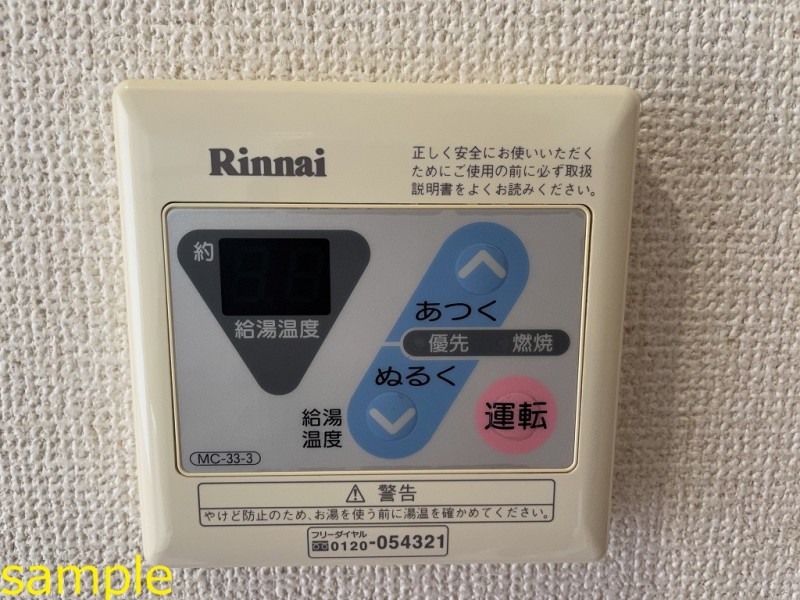 Rinnai
正しく安全にお使いいただく
ためにご使用の前に必ず取扱
説明書をよくお読みください。
約
給湯温度
あつく
優先 燃焼
ぬるく
給湯
温度
運転
MC-33-3
⚠ 警告
やけど防止のため、お湯を使う前に湯温を確かめてください。
フリーダイヤル
0120-054321
sample